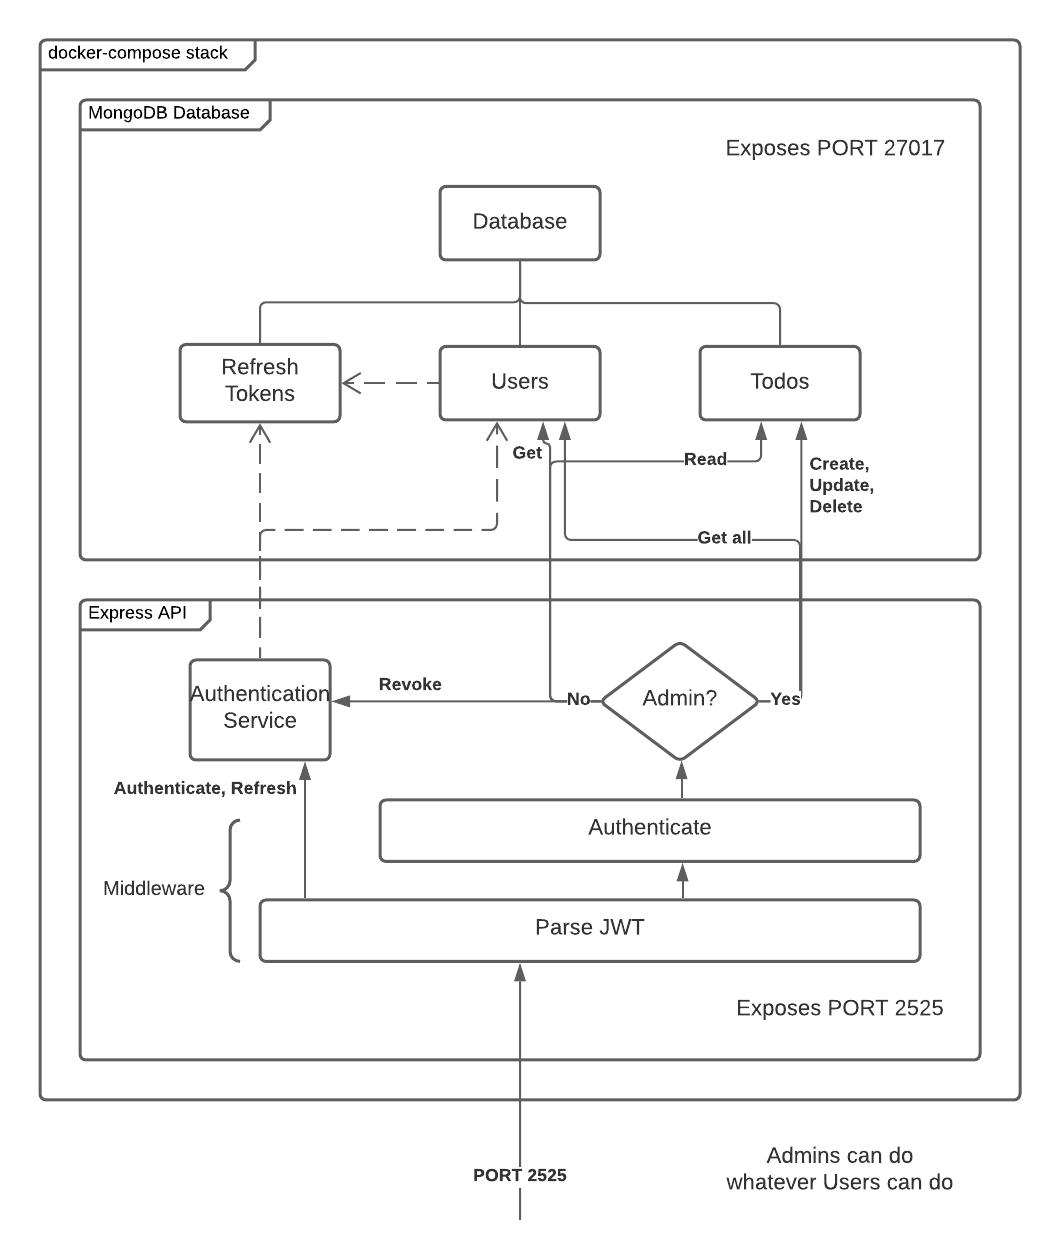 docker-compose stack
MongoDB Database
Exposes PORT 27017
Database
Refresh
Tokens
Users
Todos
Get
Read
Create,
Update,
Delete
Get all
Express API
Authentication
Service
Revoke
No
Admin?
Yes
Authenticate, Refresh
Authenticate
Middleware
Parse JWT
Exposes PORT 2525
PORT 2525
Admins can do
whatever Users can do